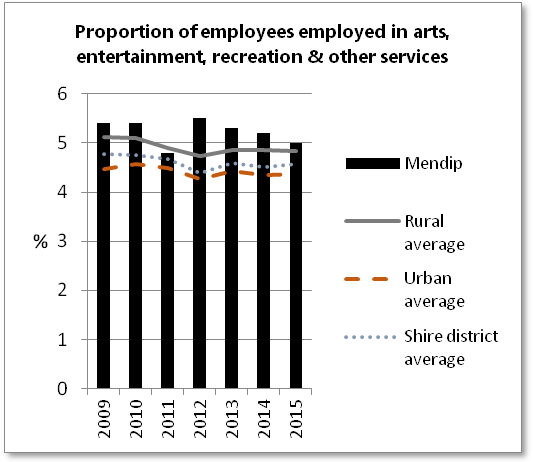 Proportion of employees employed in arts,
entertainment, recreation & other services
6
5
4
3
2
1
0
%
2009
2010
2011
2012
2013
2014
2015
Mendip
Rural
average
Urban
average
Shire district
average